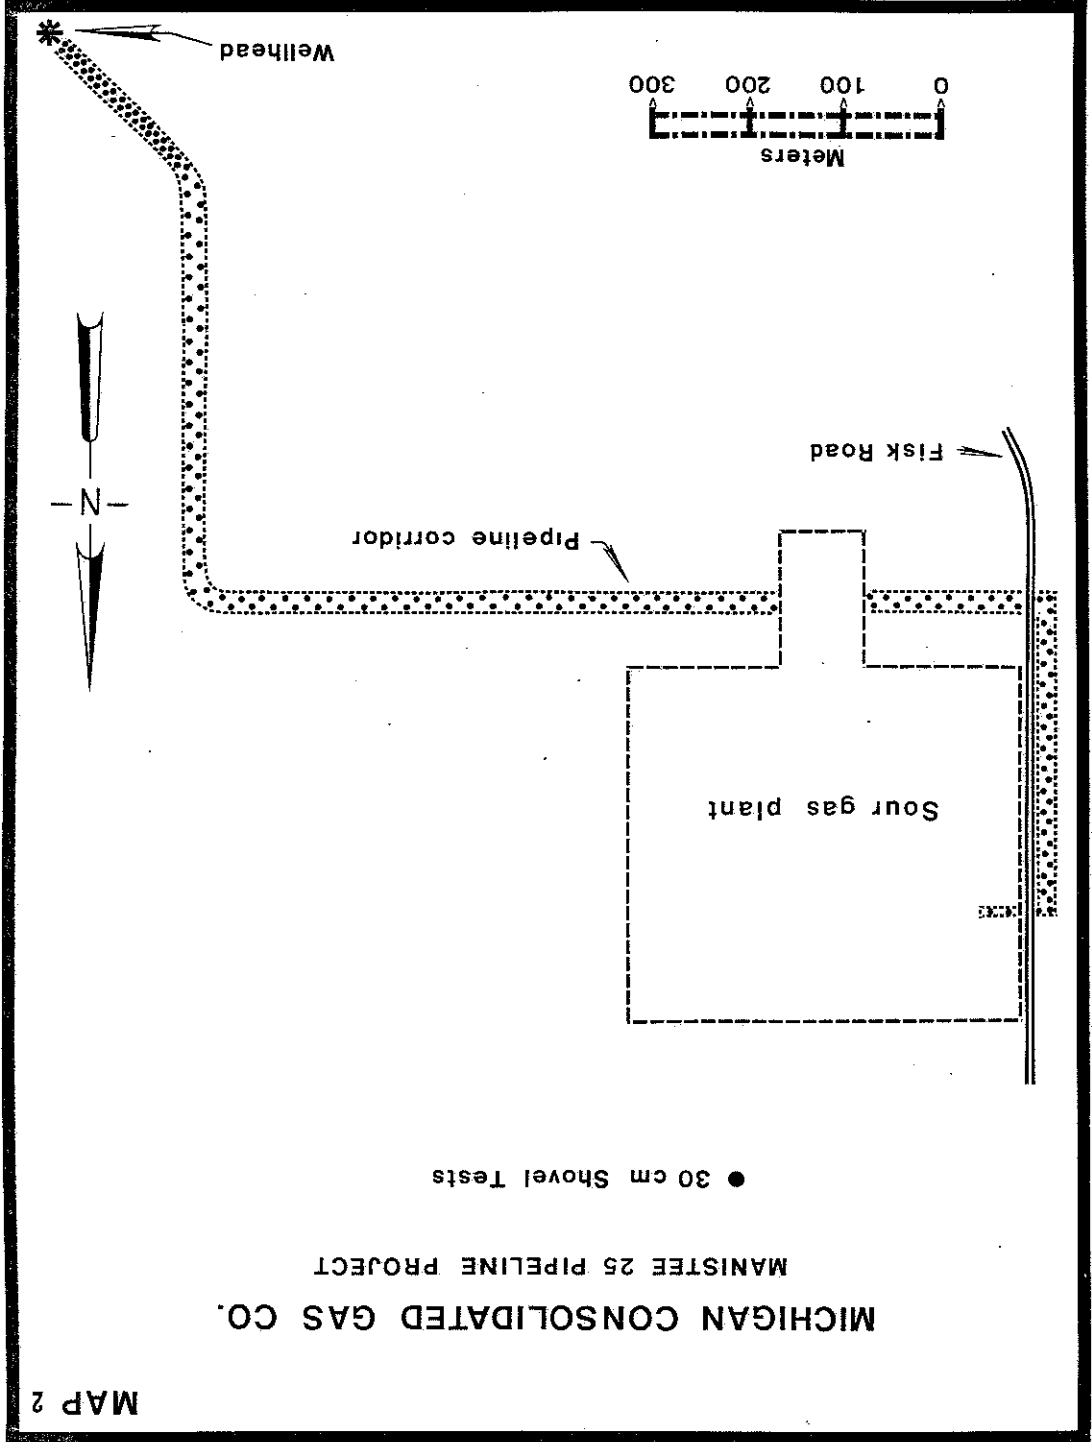 MAP 2
MICHIGAN CONSOLIDATED GAS CO.
MANISTEE 25 PIPELINE PROJECT
30 cm Shovel Tests
Sour gas plant
Pipeline corridor
-N-
Fisk Road
Meters
0 100 200 300
Wellhead